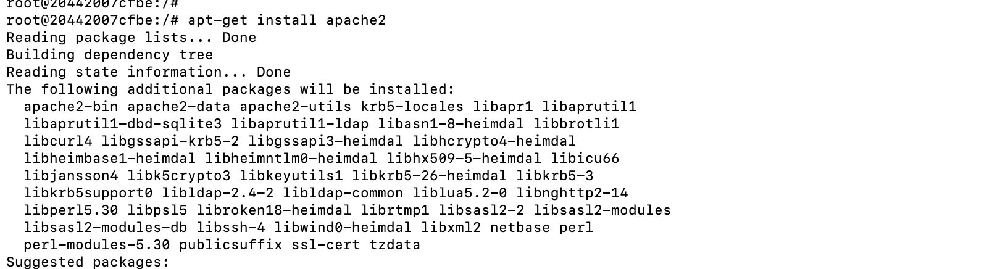 root@20442007cfbe:/#
root@20442007cfbe:/# apt-get install apache2
Reading package lists... Done
Building dependency tree
Reading state information... Done
The following additional packages will be installed:
  apache2-bin apache2-data apache2-utils krb5-locales libapr1 libaprutil1
  libaprutil1-dbd-sqlite3 libaprutil1-ldap libasn1-8-heimdal libbrotli1
  libcurl4 libgssapi-krb5-2 libgssapi3-heimdal libhcrypto4-heimdal
  libheimbase1-heimdal libheimntlm0-heimdal libhx509-5-heimdal libicu66
  libjansson4 libk5crypto3 libkeyutils1 libkrb5-26-heimdal libkrb5-3
  libkrb5support0 libldap-2.4-2 libldap-common liblua5.2-0 libnghttp2-14
  libperl5.30 libpsl5 libroken18-heimdal librtmp1 libsasl2-2 libsasl2-modules
  libsasl2-modules-db libssh-4 libwind0-heimdal libxml2 netbase perl
  perl-modules-5.30 publicsuffix ssl-cert tzdata
Suggested packages: